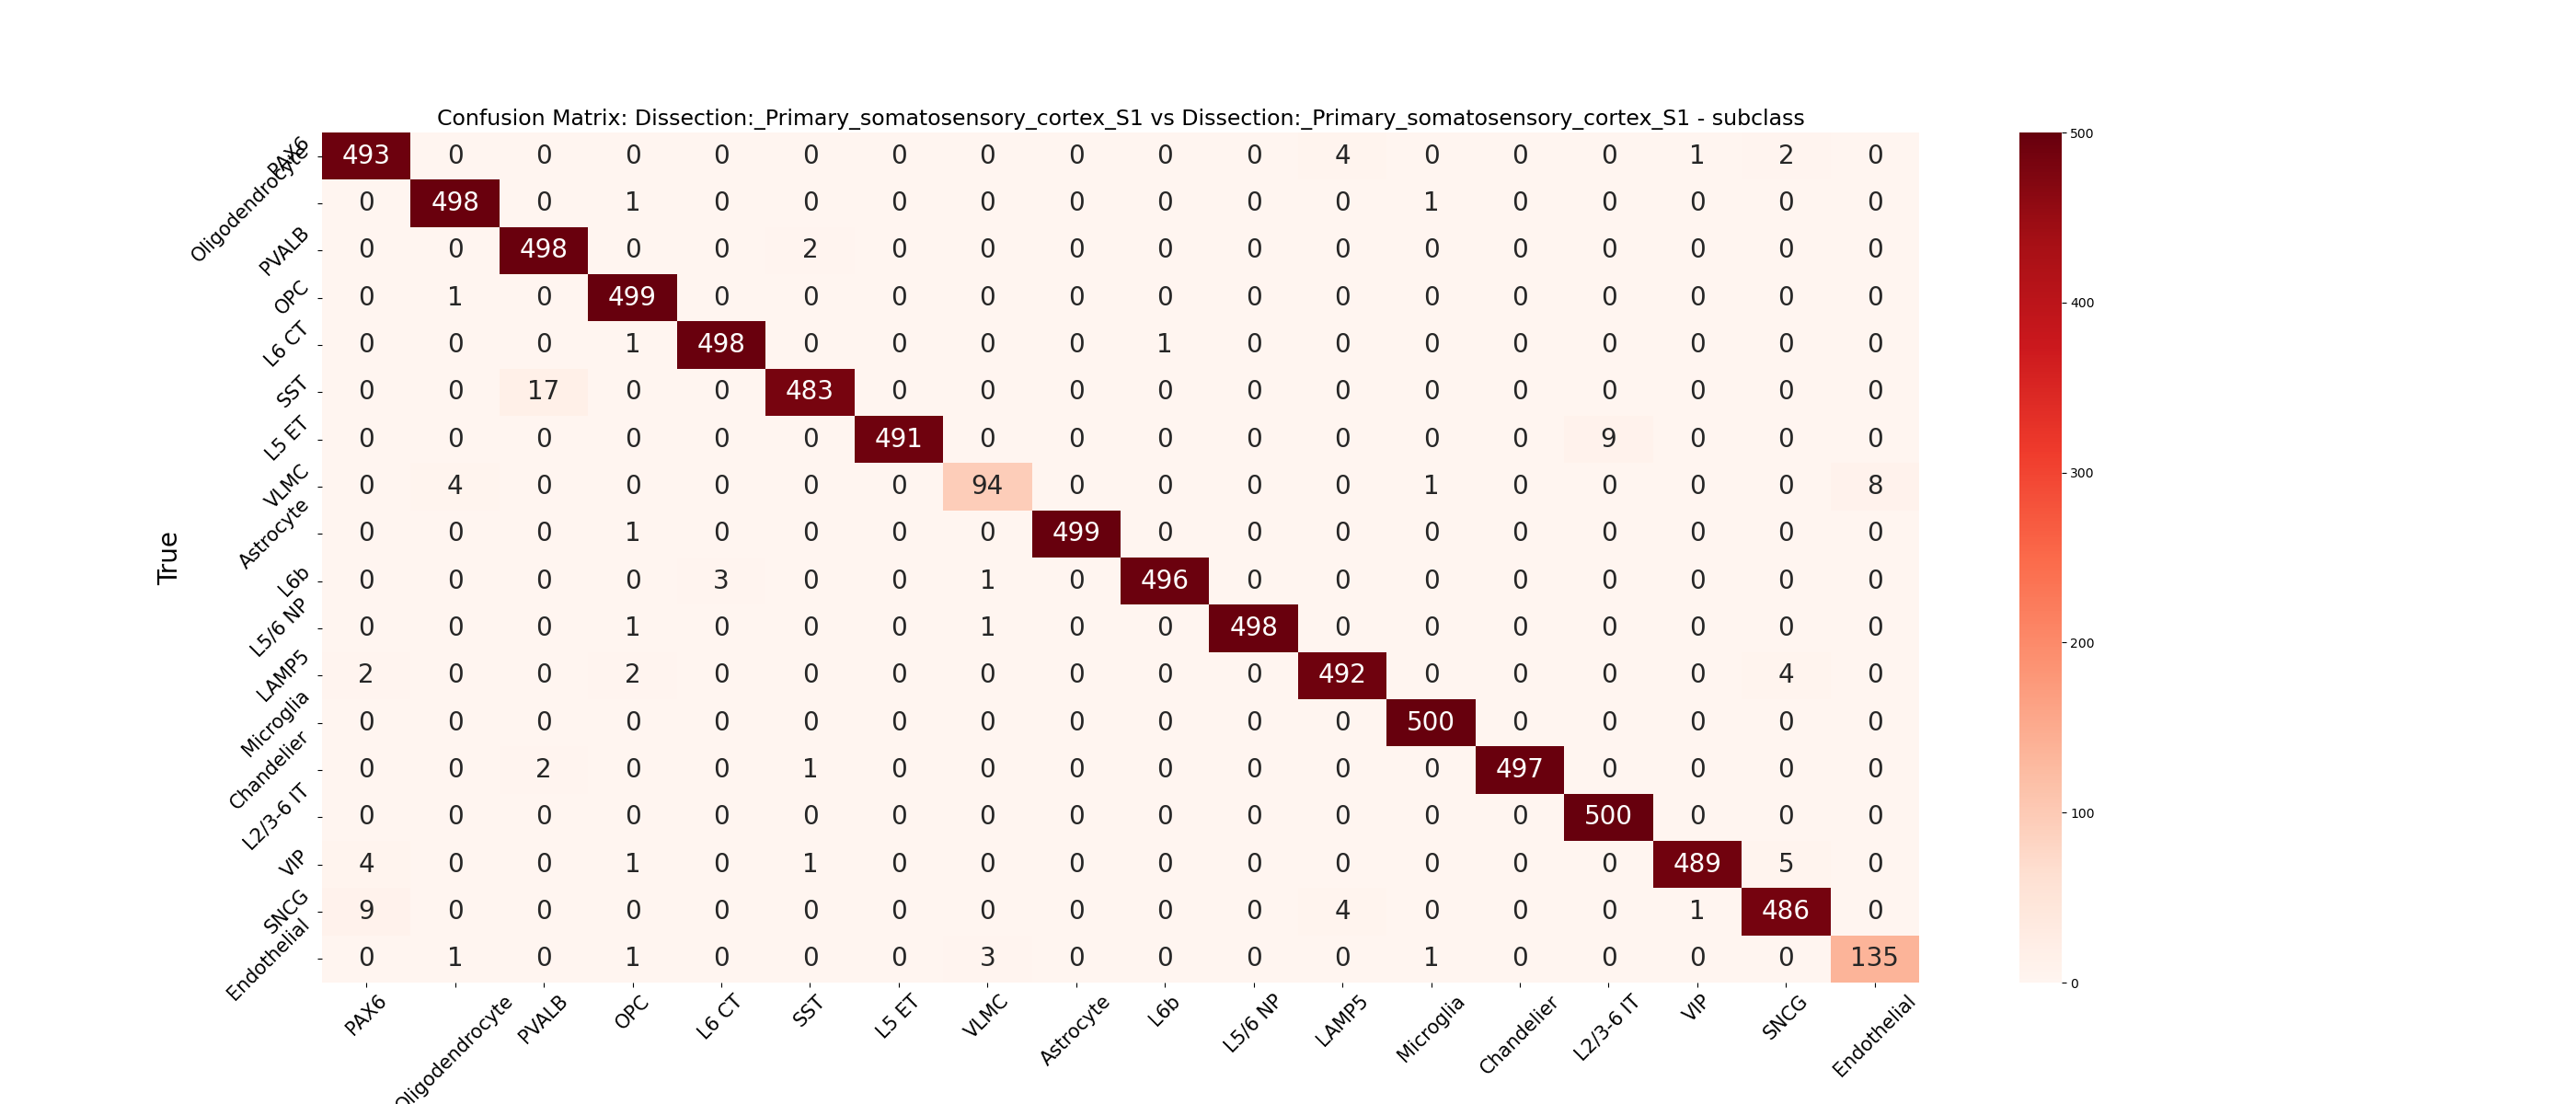 Confusion Matrix: Dissection:_Primary_somatosensory_cortex_S1 vs Dissection:_Primary_somatosensory_cortex_S1 - subclass
PAX6 493 0 0 0 0 0 0 0 0 0 0 4 0 0 0 1 2 0
Oligodendrocyte 0 498 0 1 0 0 0 0 0 0 0 0 1 0 0 0 0 0
PVALB 0 0 498 0 0 2 0 0 0 0 0 0 0 0 0 0 0 0
OPC 0 1 0 499 0 0 0 0 0 0 0 0 0 0 0 0 0 0
L6 CT 0 0 0 1 498 0 0 0 0 1 0 0 0 0 0 0 0 0
SST 0 0 17 0 0 483 0 0 0 0 0 0 0 0 0 0 0 0
L5 ET 0 0 0 0 0 0 491 0 0 0 0 0 0 0 9 0 0 0
VLMC 0 4 0 0 0 0 0 94 0 0 0 0 1 0 0 0 0 8
Astrocyte 0 0 0 1 0 0 0 0 499 0 0 0 0 0 0 0 0 0
L6b 0 0 0 0 3 0 0 1 0 496 0 0 0 0 0 0 0 0
L5/6 NP 0 0 0 1 0 0 0 1 0 0 498 0 0 0 0 0 0 0
LAMP5 2 0 0 2 0 0 0 0 0 0 0 492 0 0 0 0 4 0
Microglia 0 0 0 0 0 0 0 0 0 0 0 0 500 0 0 0 0 0
Chandelier 0 0 2 0 0 1 0 0 0 0 0 0 0 497 0 0 0 0
L2/3-6 IT 0 0 0 0 0 0 0 0 0 0 0 0 0 0 500 0 0 0
VIP 4 0 0 1 0 1 0 0 0 0 0 0 0 0 0 489 5 0
SNCG 9 0 0 0 0 0 0 0 0 0 0 4 0 0 0 1 486 0
Endothelial 0 1 0 1 0 0 0 3 0 0 0 0 1 0 0 0 0 135
PAX6 Oligodendrocyte PVALB OPC L6 CT SST L5 ET VLMC Astrocyte L6b L5/6 NP LAMP5 Microglia Chandelier L2/3-6 IT VIP SNCG Endothelial
True
500
400
300
200
100
0